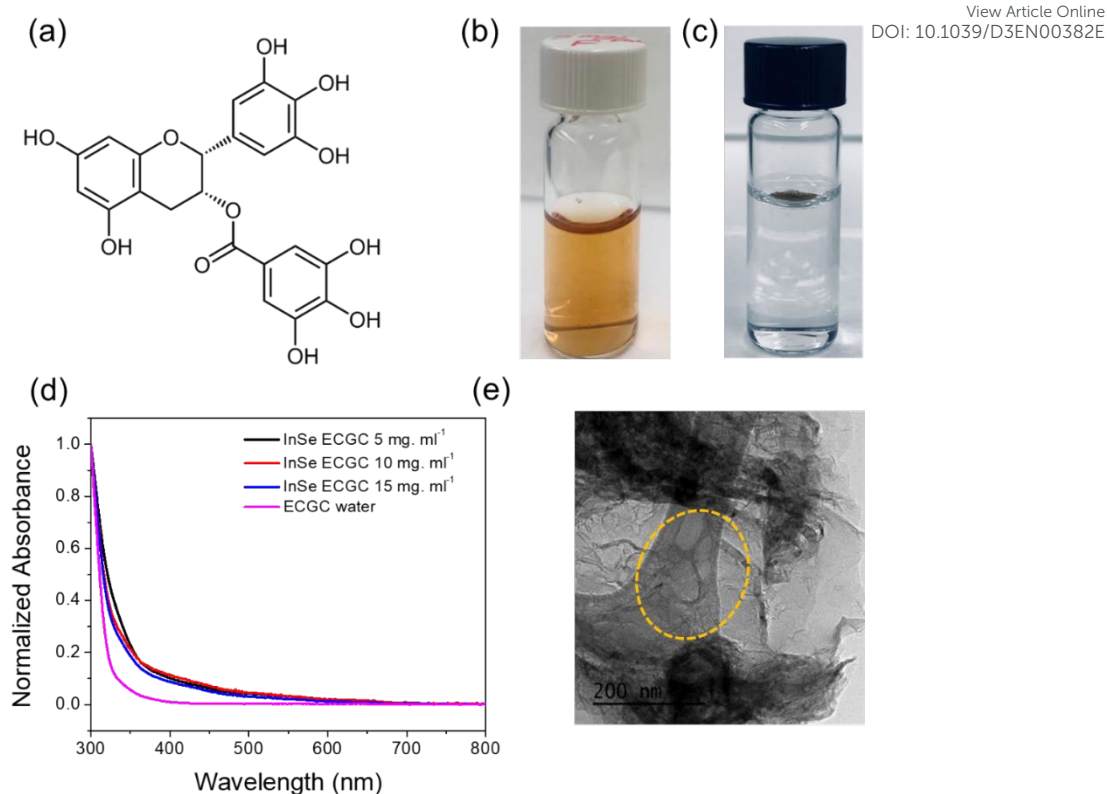 View Article Online
DOI: 10.1039/D3EN00382E
(a)
(b)
(c)
OH
OH
OH
HO
O
OH
O
O
OH
OH
OH
(d)
(e)
Normalized Absorbance
1.0
0.8
0.6
0.4
0.2
0.0
InSe ECGC 5 mg. ml⁻¹
InSe ECGC 10 mg. ml⁻¹
InSe ECGC 15 mg. ml⁻¹
ECGC water
300 400 500 600 700 800
Wavelength (nm)
200 nm